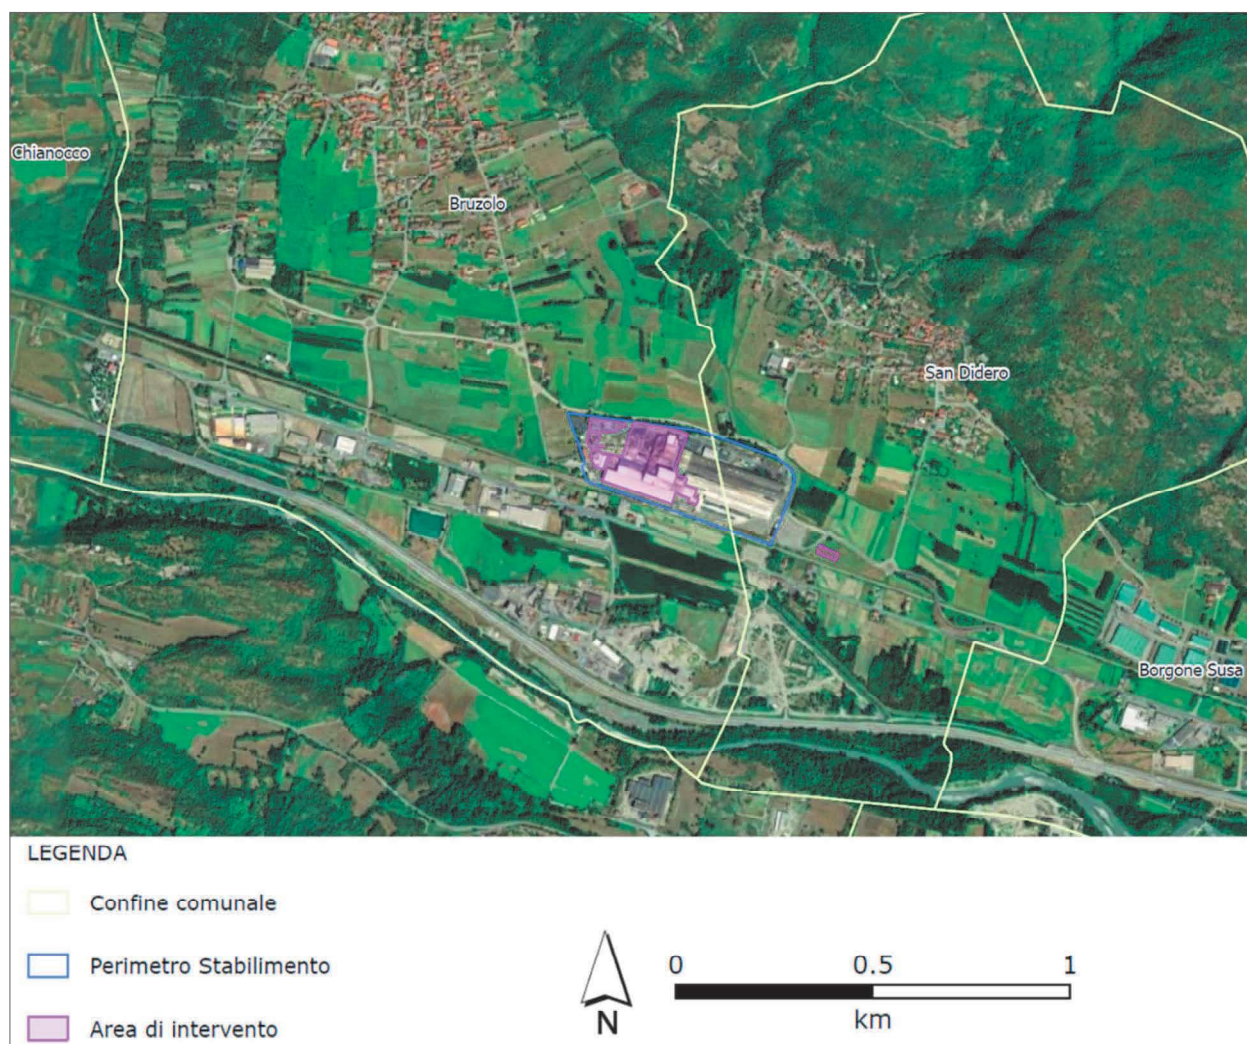 Chianocco
Bruzolo
San Didero
Borgone Susa
LEGENDA
Confine comunale
Perimetro Stabilimento
Area di intervento
N
0 0.5 1
km